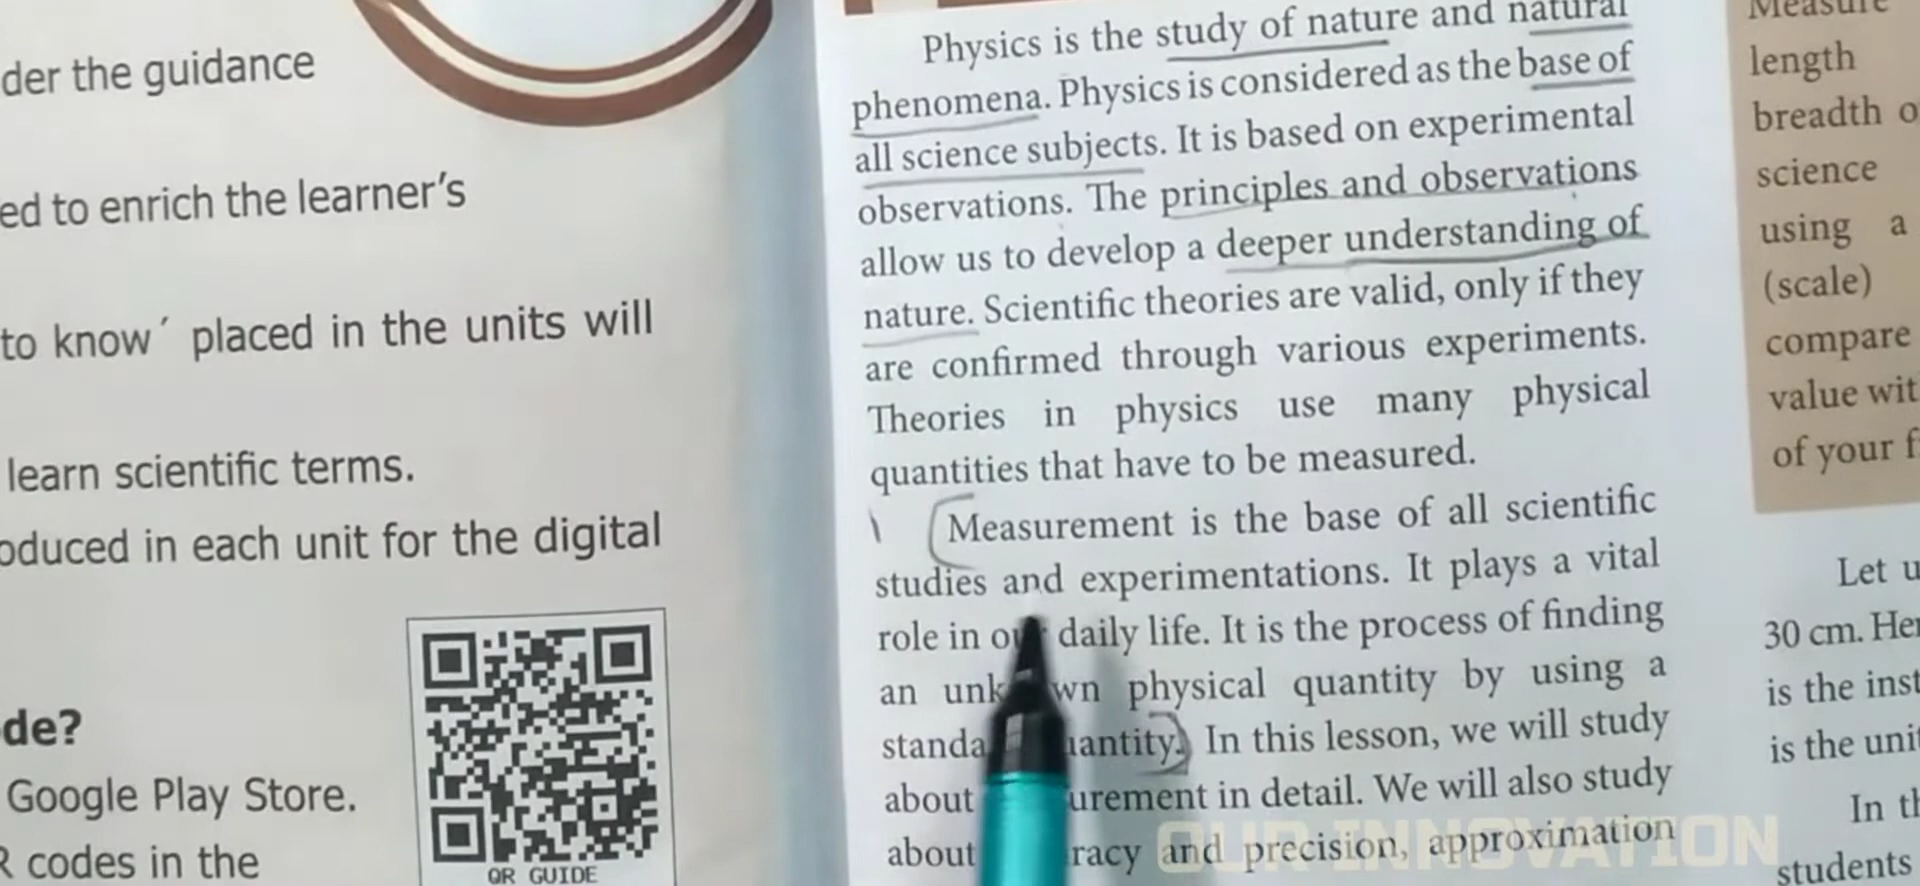 der the guidance
ed to enrich the learner's
to know´ placed in the units will
learn scientific terms.
oduced in each unit for the digital
de?
Google Play Store.
R codes in the
QR GUIDE
Physics is the study of nature and natural
phenomena. Physics is considered as the base of
all science subjects. It is based on experimental
observations. The principles and observations
allow us to develop a deeper understanding of
nature. Scientific theories are valid, only if they
are confirmed through various experiments.
Theories in physics use many physical
quantities that have to be measured.
Measurement is the base of all scientific
studies and experimentations. It plays a vital
role in our daily life. It is the process of finding
an unk wn physical quantity by using a
standa antity. In this lesson, we will study
about urement in detail. We will also study
about racy and precision, approximation
Measure
length
breadth o
science
using a
(scale)
compare
value wit
of your f
Let u
30 cm. Her
is the inst
is the unit
In th
students
OUR INNOVATION